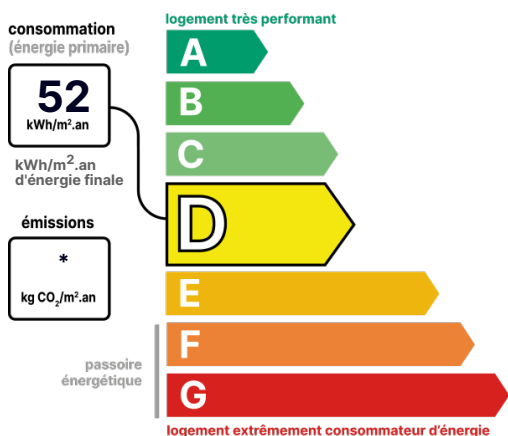 logement très performant
consommation
(énergie primaire)
52
kWh/m².an
kWh/m².an
d'énergie finale
émissions
*
kg CO₂/m².an
A
B
C
D
E
F
G
passoire
énergétique
logement extrêmement consommateur d'énergie